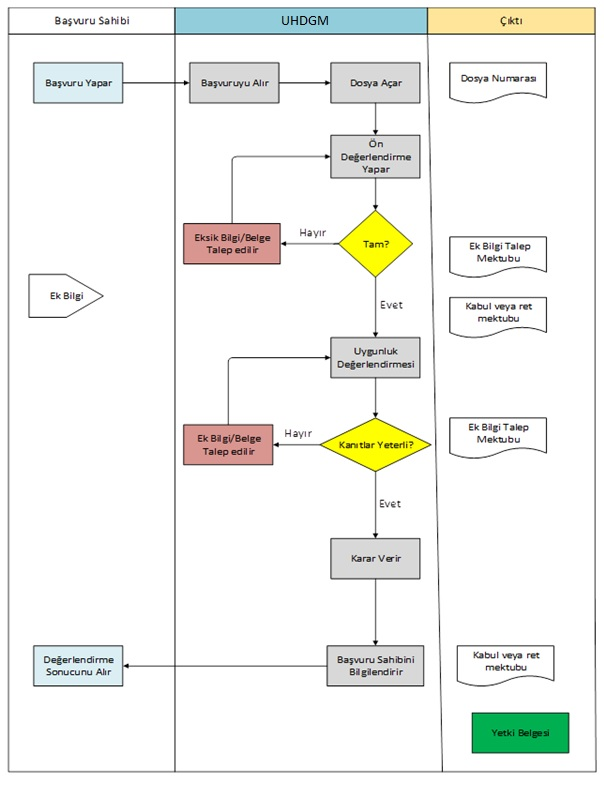 Başvuru Sahibi
UHDGM
Çıktı
Başvuru Yapar
Başvuruyu Alır
Dosya Açar
Dosya Numarası
Ön
Değerlendirme
Yapar
Eksik Bilgi/Belge
Talep edilir
Hayır
Tam?
Ek Bilgi Talep
Mektubu
Ek Bilgi
Evet
Kabul veya ret
mektubu
Uygunluk
Değerlendirmesi
Ek Bilgi/Belge
Talep edilir
Hayır
Kanıtlar Yeterli?
Ek Bilgi Talep
Mektubu
Evet
Karar Verir
Değerlendirme
Sonucunu Alır
Başvuru Sahibini
Bilgilendirir
Kabul veya ret
mektubu
Yetki Belgesi